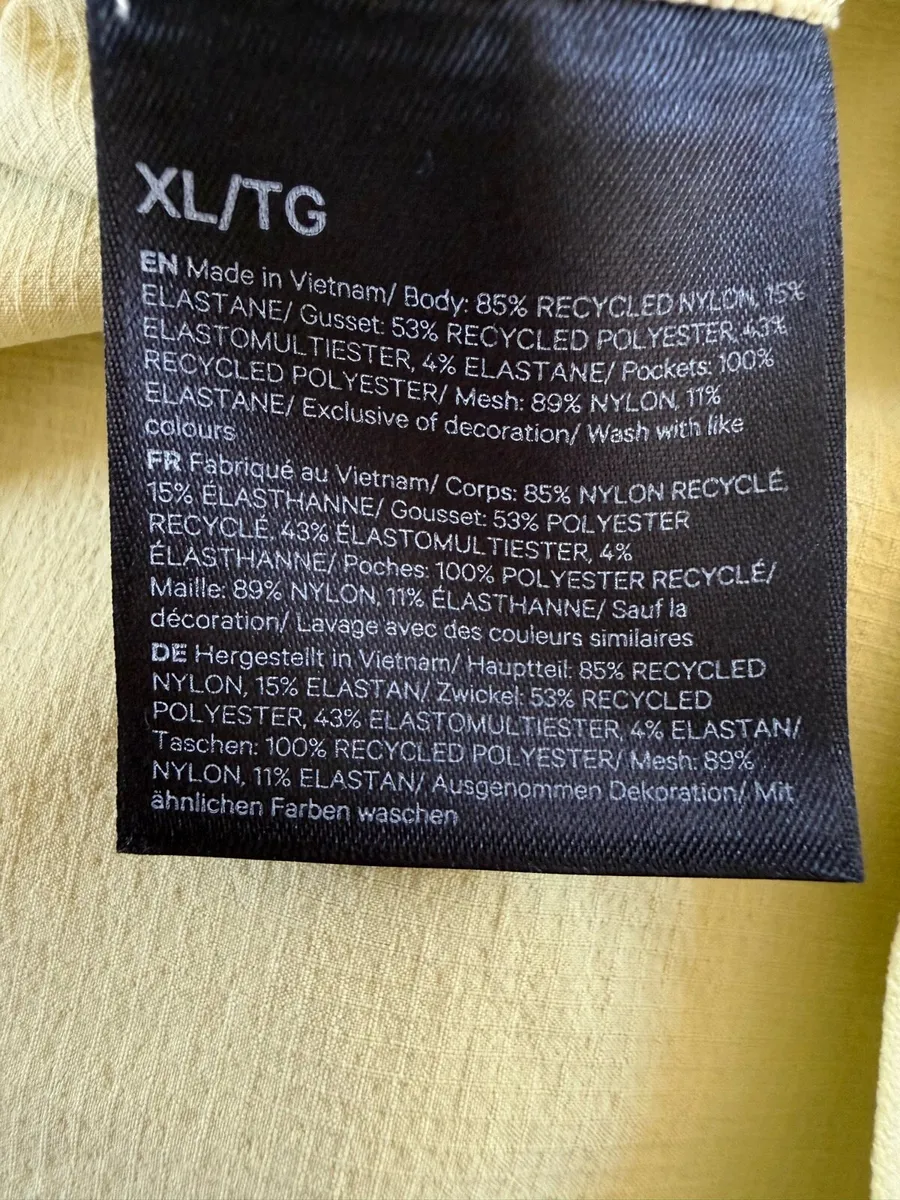 XL/TG
EN Made in Vietnam/ Body: 85% RECYCLED NYLON, 15%
ELASTANE/ Gusset: 53% RECYCLED POLYESTER, 43%
ELASTOMULTIESTER, 4% ELASTANE/ Pockets: 100%
RECYCLED POLYESTER/ Mesh: 89% NYLON, 11%
ELASTANE/ Exclusive of decoration/ Wash with like
colours
FR Fabriqué au Vietnam/ Corps: 85% NYLON RECYCLÉ,
15% ÉLASTHANNE/ Gousset: 53% POLYESTER
RECYCLÉ, 43% ÉLASTOMULTIESTER, 4%
ÉLASTHANNE/ Poches: 100% POLYESTER RECYCLÉ/
Maille: 89% NYLON, 11% ÉLASTHANNE/ Sauf la
décoration/ Lavage avec des couleurs similaires
DE Hergestellt in Vietnam/ Hauptteil: 85% RECYCLED
NYLON, 15% ELASTAN/ Zwickel: 53% RECYCLED
POLYESTER, 43% ELASTOMULTIESTER, 4% ELASTAN/
Taschen: 100% RECYCLED POLYESTER/ Mesh: 89%
NYLON, 11% ELASTAN/ Ausgenommen Dekoration/ Mit
ähnlichen Farben waschen